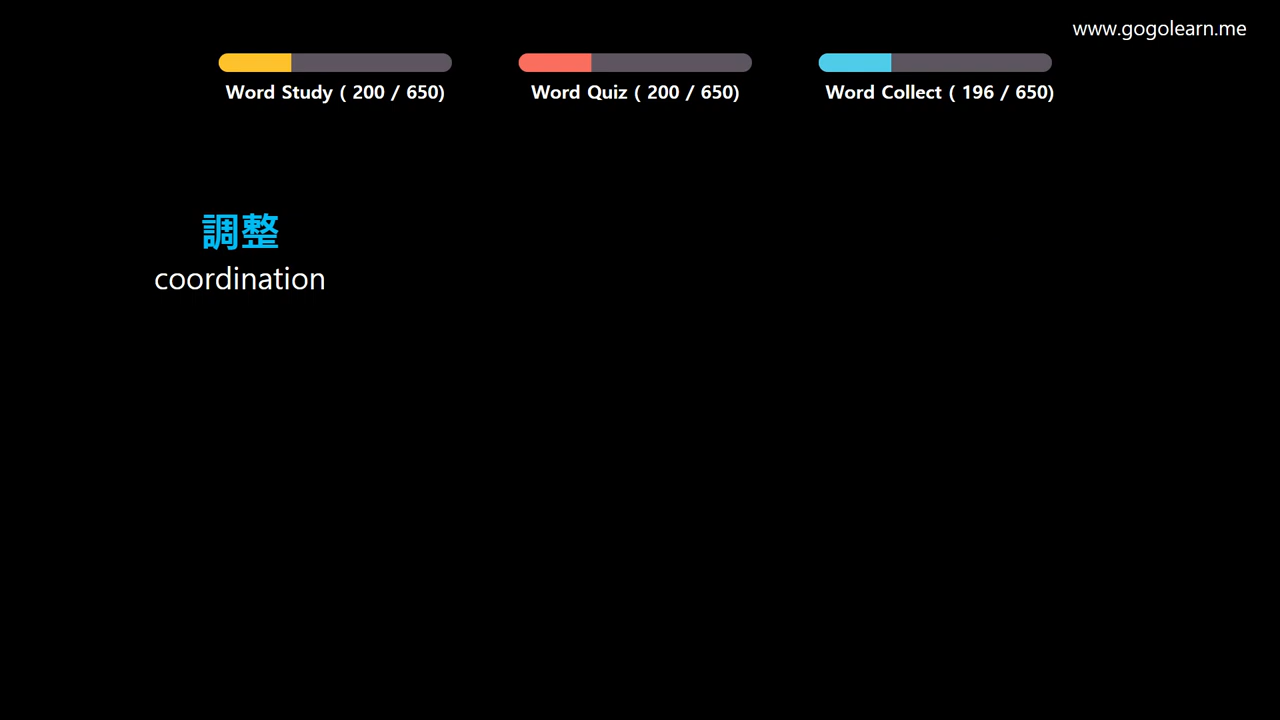 www.gogolearn.me
Word Study ( 200 / 650)
Word Quiz ( 200 / 650)
Word Collect ( 196 / 650)
調整
coordination